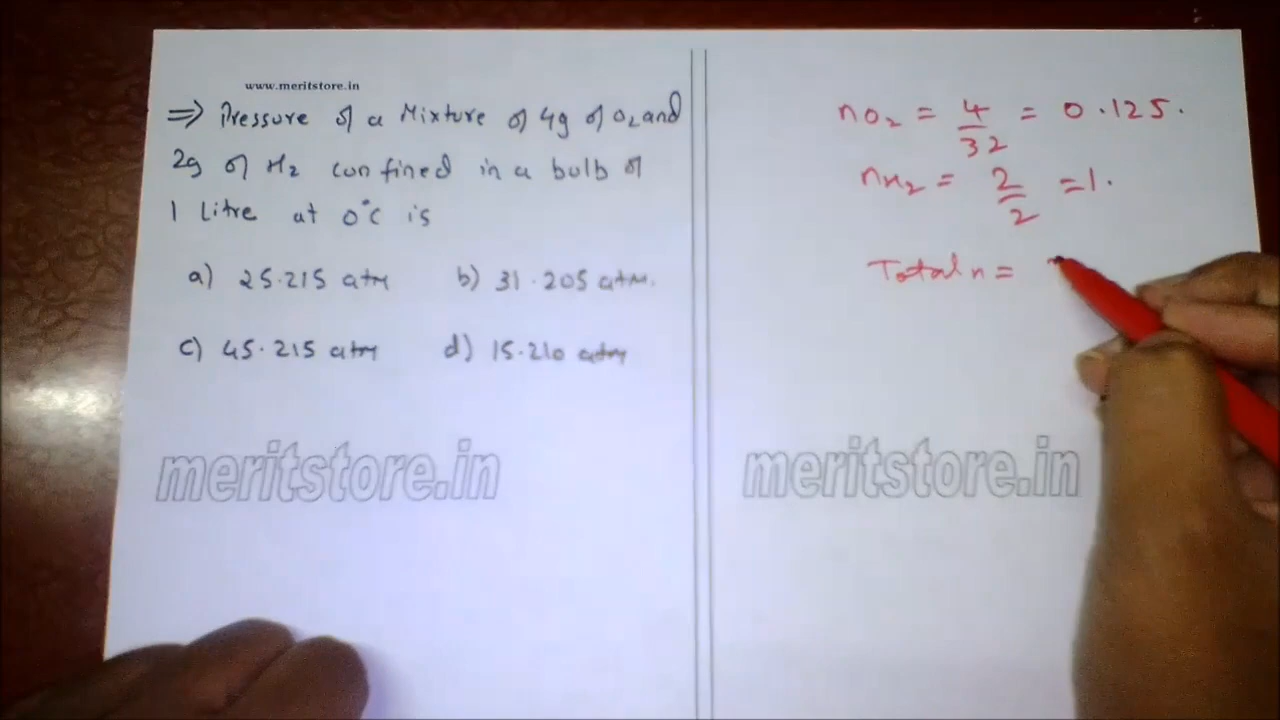 www.meritstore.in
⇒ Pressure of a Mixture of 4g of O₂ and
2g of H₂ confined in a bulb of
1 Litre at 0°C is
a) 25.215 atm b) 31.205 atm.
c) 45.215 atm d) 15.210 atm
meritstore.in
nO₂ = 4/32 = 0.125.
nH₂ = 2/2 = 1.
Total n =
meritstore.in